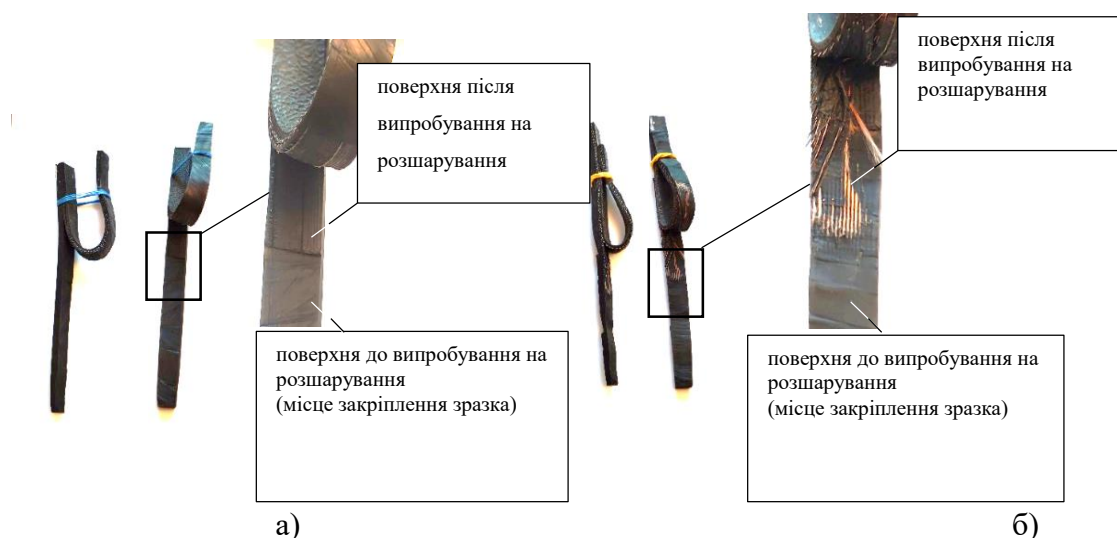 поверхня після
випробування на
розшарування
поверхня до випробування на
розшарування
(місце закріплення зразка)
а)
поверхня після
випробування на
розшарування
поверхня до випробування на
розшарування
(місце закріплення зразка)
б)